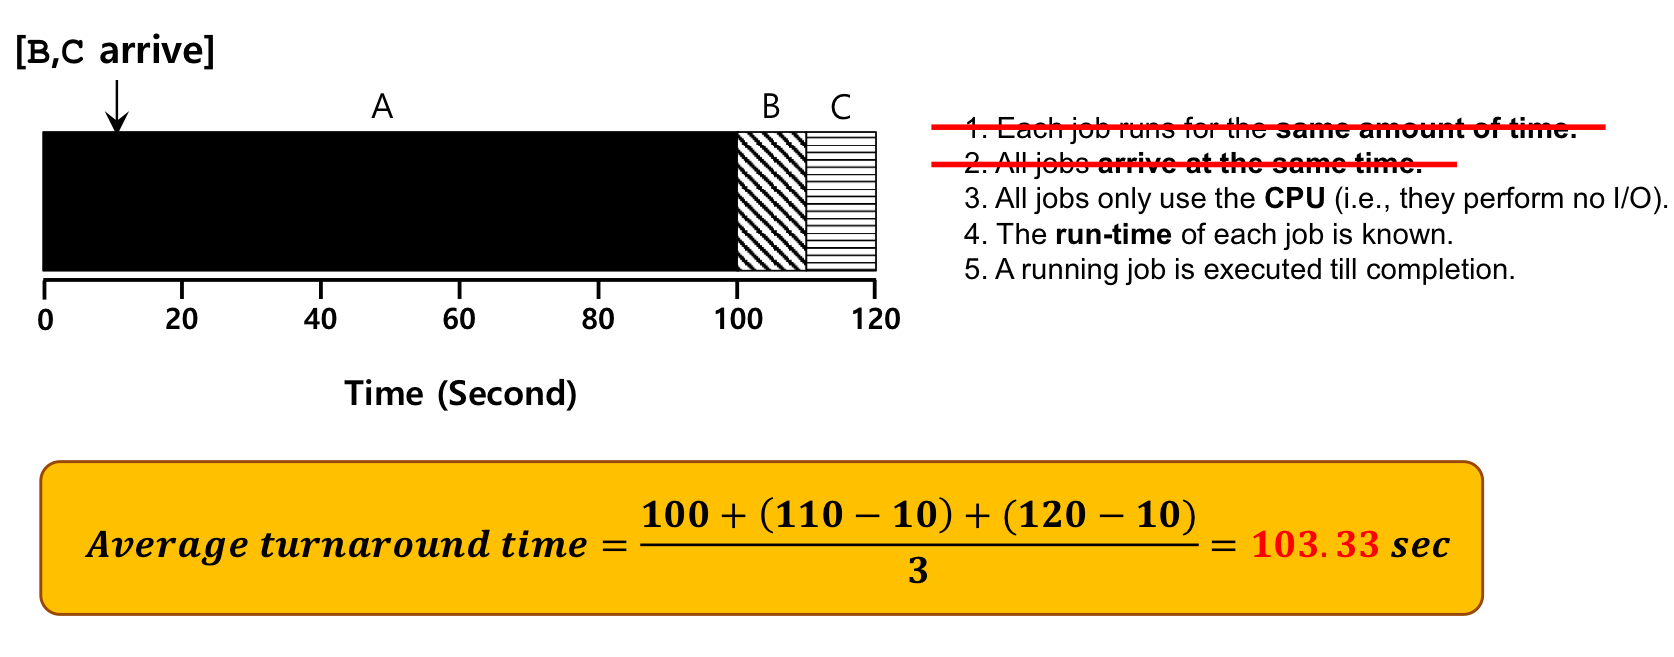 [B,C arrive]
A
B
C
0 20 40 60 80 100 120
Time (Second)
1. Each job runs for the same amount of time.
2. All jobs arrive at the same time.
3. All jobs only use the CPU (i.e., they perform no I/O).
4. The run-time of each job is known.
5. A running job is executed till completion.
Average turnaround time = \frac{100 + (110 − 10) + (120 − 10)}{3} = 103.33 sec